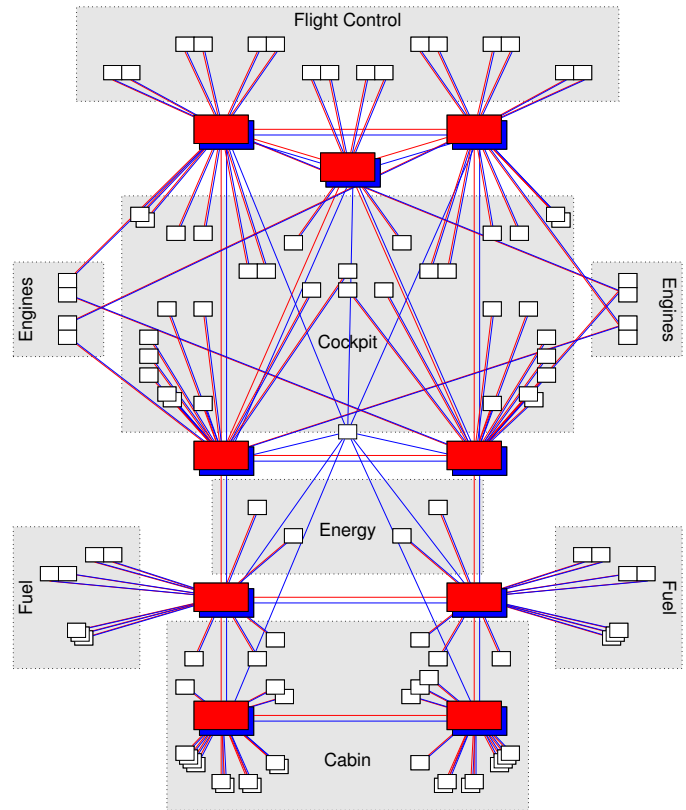 Flight Control
Engines
Engines
Cockpit
Energy
Fuel
Fuel
Cabin